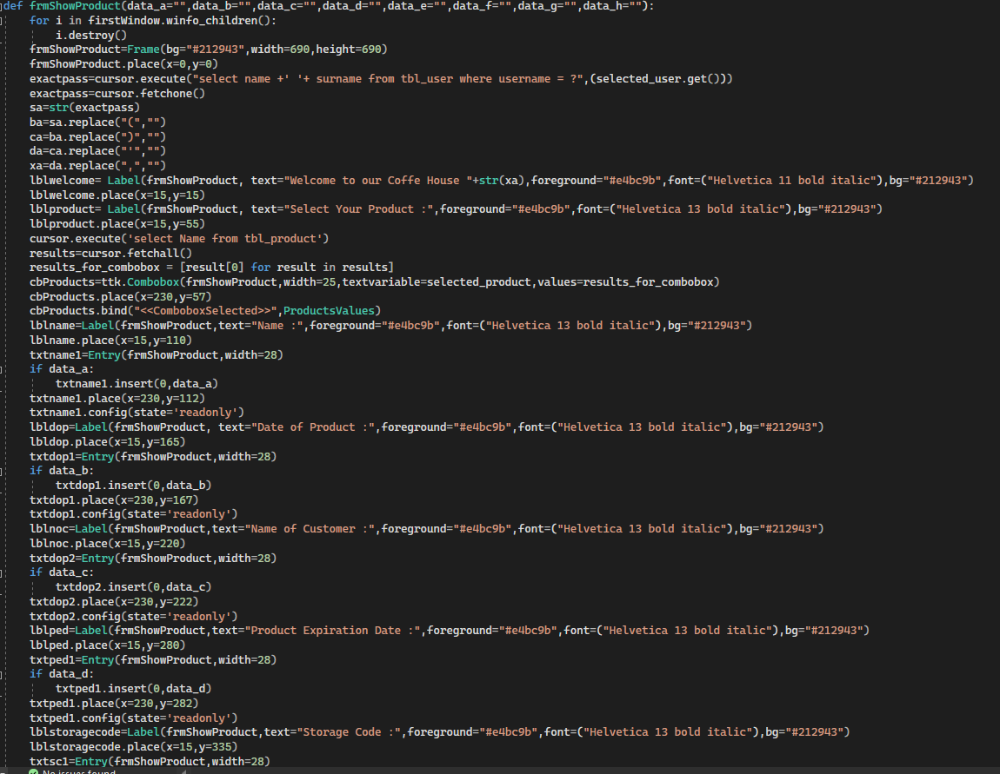 def frmShowProduct(data_a="",data_b="",data_c="",data_d="",data_e="",data_f="",data_g="",data_h=""):
    for i in firstWindow.winfo_children():
        i.destroy()
    frmShowProduct=Frame(bg="#212943",width=690,height=690)
    frmShowProduct.place(x=0,y=0)
    exactpass=cursor.execute("select name +' '+ surname from tbl_user where username = ?",(selected_user.get()))
    exactpass=cursor.fetchone()
    sa=str(exactpass)
    ba=sa.replace("(","")
    ca=ba.replace(")","")
    da=ca.replace("'","")
    xa=da.replace(",","")
    lblwelcome= Label(frmShowProduct, text="Welcome to our Coffe House "+str(xa),foreground="#e4bc9b",font=("Helvetica 11 bold italic"),bg="#212943")
    lblwelcome.place(x=15,y=15)
    lblproduct= Label(frmShowProduct, text="Select Your Product :",foreground="#e4bc9b",font=("Helvetica 13 bold italic"),bg="#212943")
    lblproduct.place(x=15,y=55)
    cursor.execute('select Name from tbl_product')
    results=cursor.fetchall()
    results_for_combobox = [result[0] for result in results]
    cbProducts=ttk.Combobox(frmShowProduct,width=25,textvariable=selected_product,values=results_for_combobox)
    cbProducts.place(x=230,y=57)
    cbProducts.bind("<<ComboboxSelected>>",ProductsValues)
    lblname=Label(frmShowProduct,text="Name :",foreground="#e4bc9b",font=("Helvetica 13 bold italic"),bg="#212943")
    lblname.place(x=15,y=110)
    txtname1=Entry(frmShowProduct,width=28)
    if data_a:
        txtname1.insert(0,data_a)
    txtname1.place(x=230,y=112)
    txtname1.config(state='readonly')
    lbldop=Label(frmShowProduct, text="Date of Product :",foreground="#e4bc9b",font=("Helvetica 13 bold italic"),bg="#212943")
    lbldop.place(x=15,y=165)
    txtdop1=Entry(frmShowProduct,width=28)
    if data_b:
        txtdop1.insert(0,data_b)
    txtdop1.place(x=230,y=167)
    txtdop1.config(state='readonly')
    lblnoc=Label(frmShowProduct,text="Name of Customer :",foreground="#e4bc9b",font=("Helvetica 13 bold italic"),bg="#212943")
    lblnoc.place(x=15,y=220)
    txtdop2=Entry(frmShowProduct,width=28)
    if data_c:
        txtdop2.insert(0,data_c)
    txtdop2.place(x=230,y=222)
    txtdop2.config(state='readonly')
    lblped=Label(frmShowProduct,text="Product Expiration Date :",foreground="#e4bc9b",font=("Helvetica 13 bold italic"),bg="#212943")
    lblped.place(x=15,y=280)
    txtped1=Entry(frmShowProduct,width=28)
    if data_d:
        txtped1.insert(0,data_d)
    txtped1.place(x=230,y=282)
    txtped1.config(state='readonly')
    lblstoragecode=Label(frmShowProduct,text="Storage Code :",foreground="#e4bc9b",font=("Helvetica 13 bold italic"),bg="#212943")
    lblstoragecode.place(x=15,y=335)
    txtsc1=Entry(frmShowProduct,width=28)
No issues found